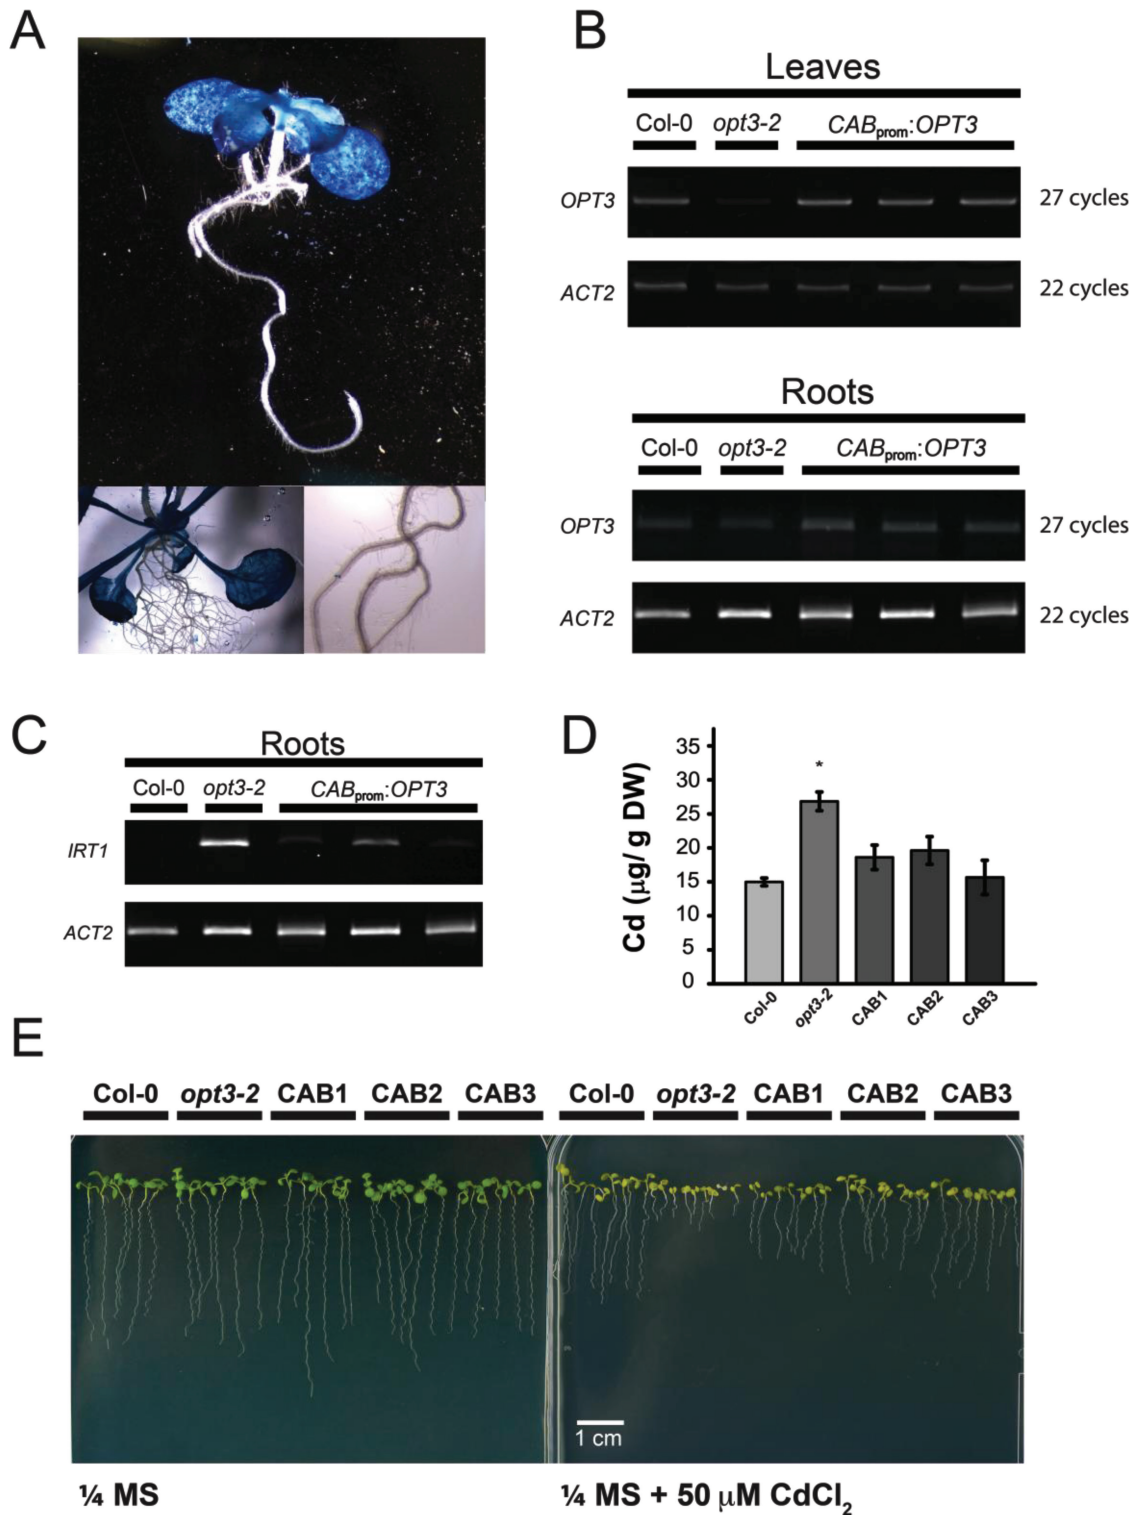 A
B
Leaves
Col-0 opt3-2 CABprom:OPT3
OPT3 27 cycles
ACT2 22 cycles
Roots
Col-0 opt3-2 CABprom:OPT3
OPT3 27 cycles
ACT2 22 cycles
C
Roots
Col-0 opt3-2 CABprom:OPT3
IRT1
ACT2
D
Cd (μg/ g DW)
35
30
25
20
15
10
5
0
*
Col-0 opt3-2 CAB1 CAB2 CAB3
E
Col-0 opt3-2 CAB1 CAB2 CAB3 Col-0 opt3-2 CAB1 CAB2 CAB3
1 cm
¼ MS ¼ MS + 50 μM CdCl₂